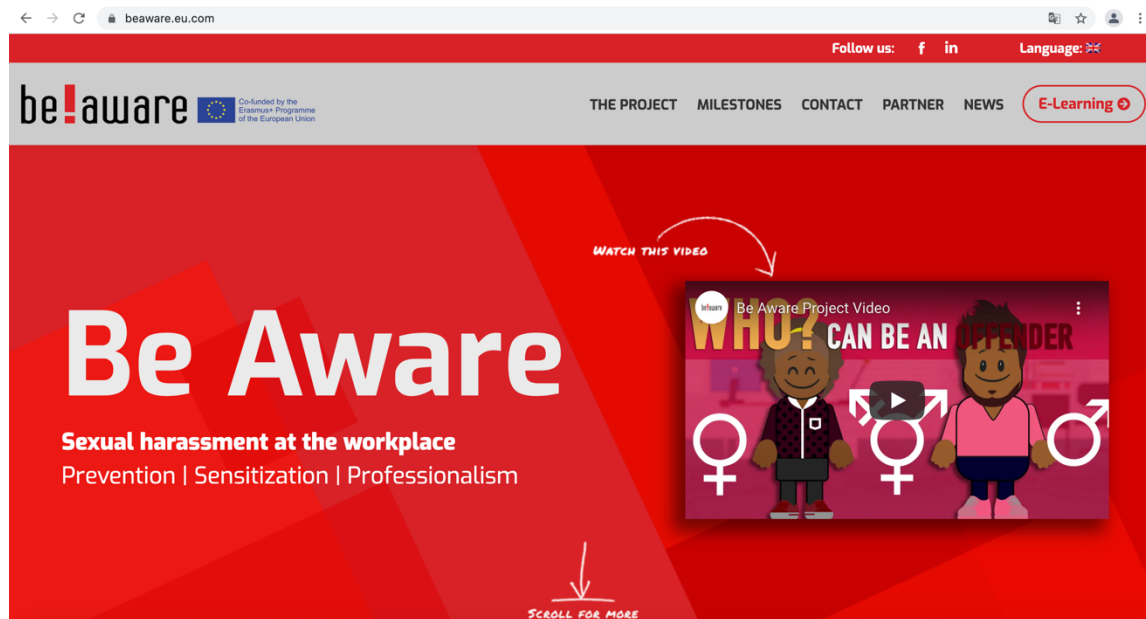 beaware.eu.com
Follow us: f in Language:
be!aware
Co-funded by the
Erasmus+ Programme
of the European Union
THE PROJECT MILESTONES CONTACT PARTNER NEWS E-Learning
WATCH THIS VIDEO
be!aware Be Aware Project Video
WHO? CAN BE AN OFFENDER
Be Aware
Sexual harassment at the workplace
Prevention | Sensitization | Professionalism
SCROLL FOR MORE